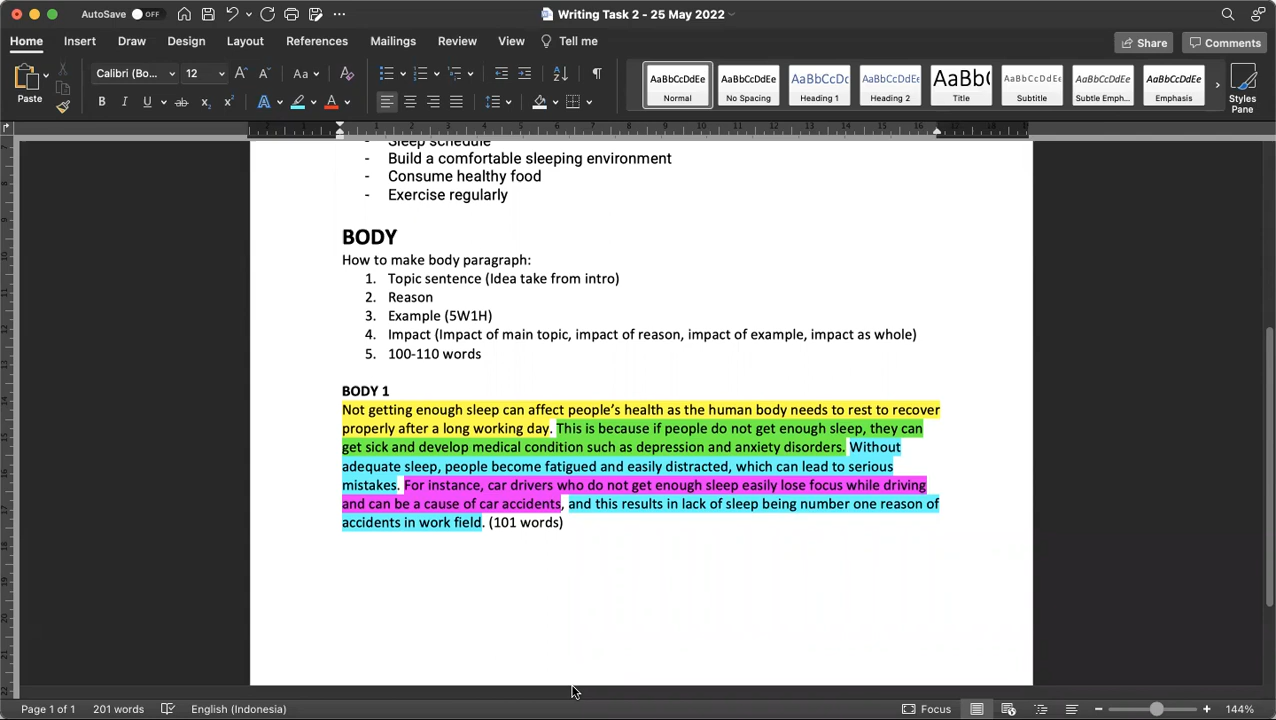 AutoSave OFF
Writing Task 2 - 25 May 2022
Home Insert Draw Design Layout References Mailings Review View Tell me
Share Comments
Paste
Calibri (Bo... 12
AaBbCcDdEe Normal
AaBbCcDdEe No Spacing
AaBbCcDc Heading 1
AaBbCcDdEe Heading 2
AaBb( Title
AaBbCcDdEe Subtitle
AaBbCcDdEe Subtle Emph...
AaBbCcDdEe Emphasis
Styles Pane
- Sleep schedule
- Build a comfortable sleeping environment
- Consume healthy food
- Exercise regularly
BODY
How to make body paragraph:
1. Topic sentence (Idea take from intro)
2. Reason
3. Example (5W1H)
4. Impact (Impact of main topic, impact of reason, impact of example, impact as whole)
5. 100-110 words
BODY 1
Not getting enough sleep can affect people's health as the human body needs to rest to recover
properly after a long working day. This is because if people do not get enough sleep, they can
get sick and develop medical condition such as depression and anxiety disorders. Without
adequate sleep, people become fatigued and easily distracted, which can lead to serious
mistakes. For instance, car drivers who do not get enough sleep easily lose focus while driving
and can be a cause of car accidents, and this results in lack of sleep being number one reason of
accidents in work field. (101 words)
Page 1 of 1 201 words English (Indonesia) Focus 144%